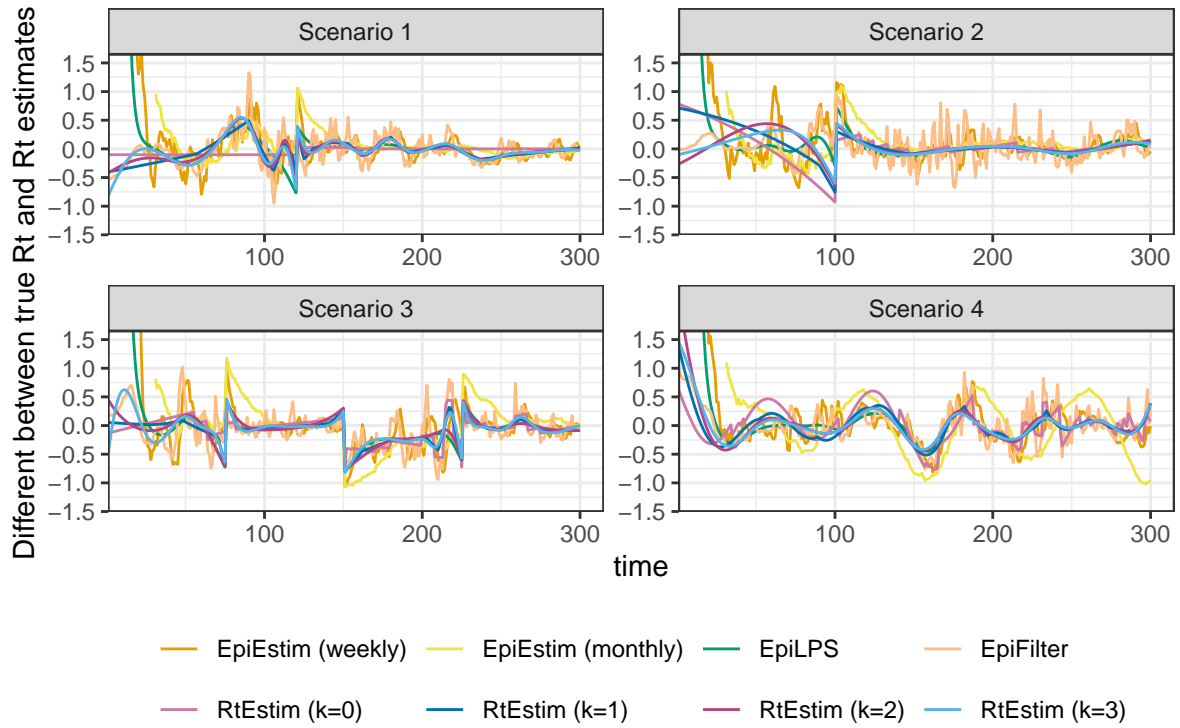 Different between true Rt and Rt estimates
Scenario 1
Scenario 2
1.5
1.0
0.5
0.0
−0.5
−1.0
−1.5
100
200
300
1.5
1.0
0.5
0.0
−0.5
−1.0
−1.5
100
200
300
Scenario 3
Scenario 4
1.5
1.0
0.5
0.0
−0.5
−1.0
−1.5
100
200
300
1.5
1.0
0.5
0.0
−0.5
−1.0
−1.5
100
200
300
time
EpiEstim (weekly)
EpiEstim (monthly)
EpiLPS
EpiFilter
RtEstim (k=0)
RtEstim (k=1)
RtEstim (k=2)
RtEstim (k=3)